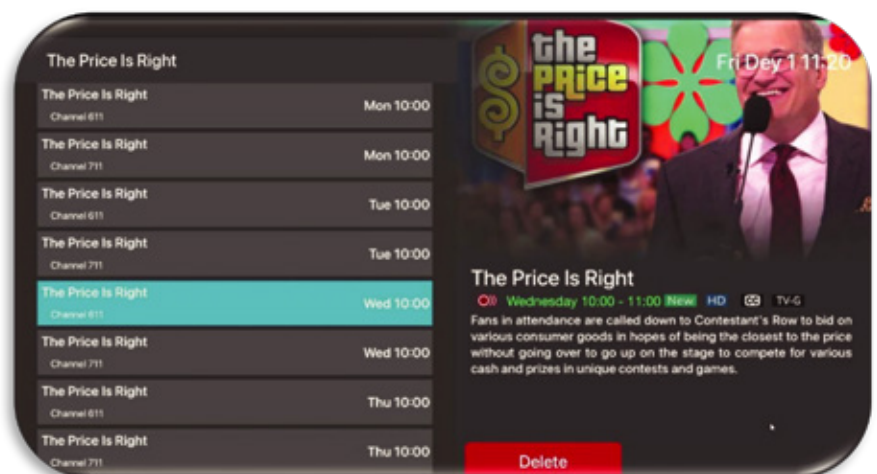 The Price Is Right
The Price Is Right
Channel 611
Mon 10:00
The Price Is Right
Channel 711
Mon 10:00
The Price Is Right
Channel 611
Tue 10:00
The Price Is Right
Channel 711
Tue 10:00
The Price Is Right
Channel 611
Wed 10:00
The Price Is Right
Channel 711
Wed 10:00
The Price Is Right
Channel 611
Thu 10:00
The Price Is Right
Channel 711
Thu 10:00
the
PRice
is
Right
Fri Dey 1 11:20
The Price Is Right
Wednesday 10:00 - 11:00 New HD CC TV-G
Fans in attendance are called down to Contestant's Row to bid on
various consumer goods in hopes of being the closest to the price
without going over to go up on the stage to compete for various
cash and prizes in unique contests and games.
Delete